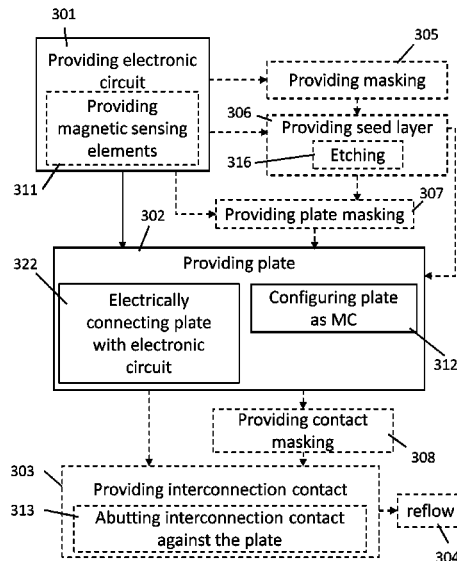 301
Providing electronic
circuit
Providing
magnetic sensing
elements
311
305
Providing masking
306
Providing seed layer
316
Etching
307
Providing plate masking
302
Providing plate
322
Electrically
connecting plate
with electronic
circuit
Configuring plate
as MC
312
Providing contact
masking
308
303
Providing interconnection contact
313
Abutting interconnection contact
against the plate
reflow
304